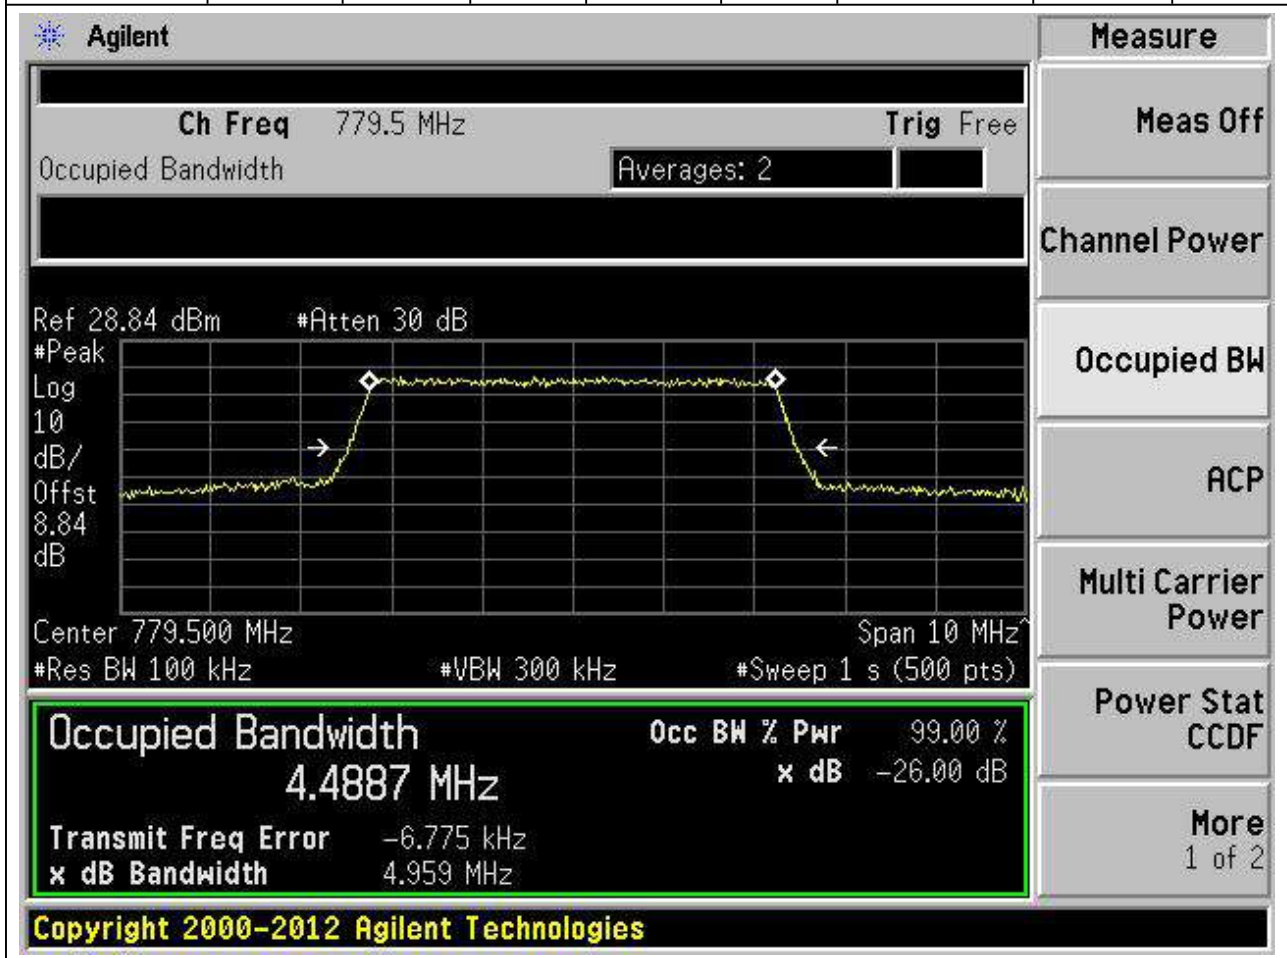 Agilent
Measure
Ch Freq 779.5 MHz Trig Free
Meas Off
Occupied Bandwidth Averages: 2
Channel Power
Ref 28.84 dBm #Atten 30 dB
#Peak
Log
10
dB/
Offst
8.84
dB
Occupied BW
ACP
Center 779.500 MHz Span 10 MHz^
#Res BW 100 kHz #VBW 300 kHz #Sweep 1 s (500 pts)
Multi Carrier
Power
Occupied Bandwidth Occ BW % Pwr 99.00 %
4.4887 MHz x dB -26.00 dB
Transmit Freq Error -6.775 kHz
x dB Bandwidth 4.959 MHz
Power Stat
CCDF
More
1 of 2
Copyright 2000-2012 Agilent Technologies